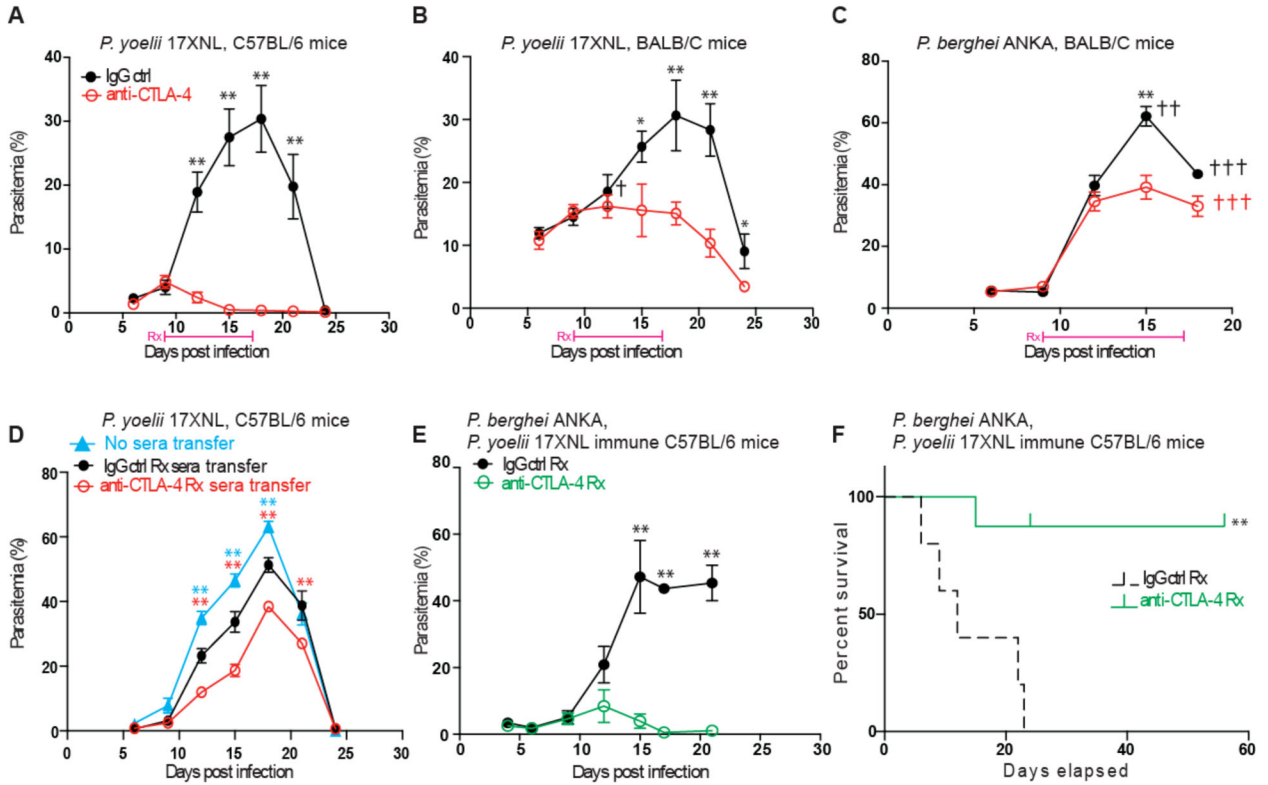 A
P. yoelii 17XNL, C57BL/6 mice
IgG ctrl
anti-CTLA-4
**
**
**
**
Parasitemia (%)
40
30
20
10
0
0 5 10 15 20 25 30
Rx
Days post infection
B
P. yoelii 17XNL, BALB/C mice
**
**
*
†
*
Parasitemia (%)
40
30
20
10
0
0 5 10 15 20 25 30
Rx
Days post infection
C
P. berghei ANKA, BALB/C mice
**
††
†††
†††
Parasitemia (%)
80
60
40
20
0
0 5 10 15 20
Rx
Days post infection
D
P. yoelii 17XNL, C57BL/6 mice
No sera transfer
IgGctrl Rx sera transfer
anti-CTLA-4 Rx sera transfer
**
**
**
**
**
**
**
Parasitemia (%)
80
60
40
20
0
0 5 10 15 20 25 30
Days post infection
E
P. berghei ANKA,
P. yoelii 17XNL immune C57BL/6 mice
IgGctrl Rx
anti-CTLA-4 Rx
**
**
**
Parasitemia (%)
80
60
40
20
0
0 5 10 15 20 25 30
Days post infection
F
P. berghei ANKA,
P. yoelii 17XNL immune C57BL/6 mice
**
IgGctrl Rx
anti-CTLA-4 Rx
Percent survival
100
50
0
0 20 40 60
Days elapsed